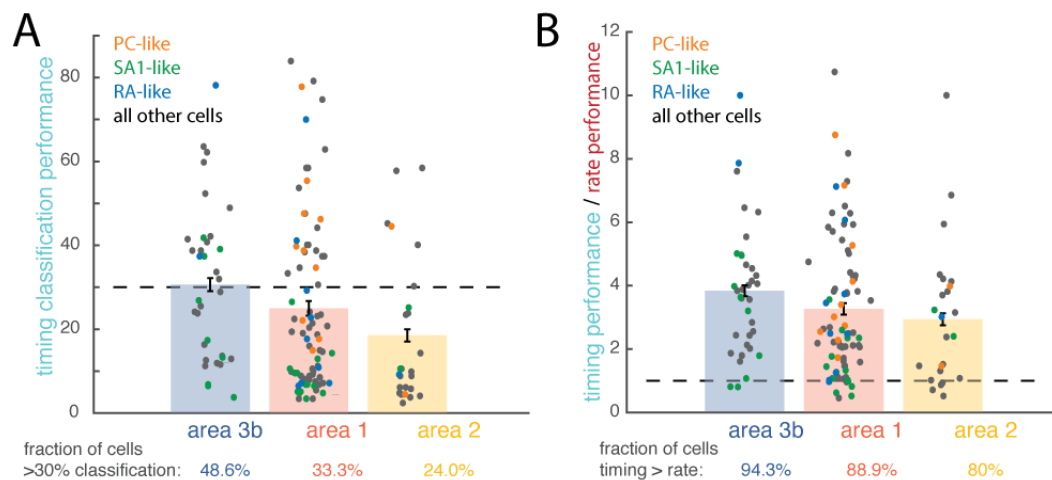 A
timing classification performance
80
60
40
20
0
PC-like
SA1-like
RA-like
all other cells
area 3b area 1 area 2
fraction of cells
>30% classification: 48.6% 33.3% 24.0%
B
timing performance / rate performance
12
10
8
6
4
2
0
PC-like
SA1-like
RA-like
all other cells
area 3b area 1 area 2
fraction of cells
timing > rate: 94.3% 88.9% 80%